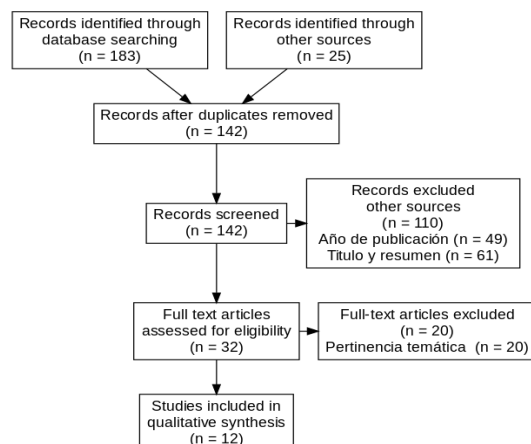 Records identified through
database searching
(n = 183)
Records identified through
other sources
(n = 25)
Records after duplicates removed
(n = 142)
Records screened
(n = 142)
Records excluded
other sources
(n = 110)
Año de publicación (n = 49)
Titulo y resumen (n = 61)
Full text articles
assessed for eligibility
(n = 32)
Full-text articles excluded
(n = 20)
Pertinencia temática (n = 20)
Studies included in
qualitative synthesis
(n = 12)